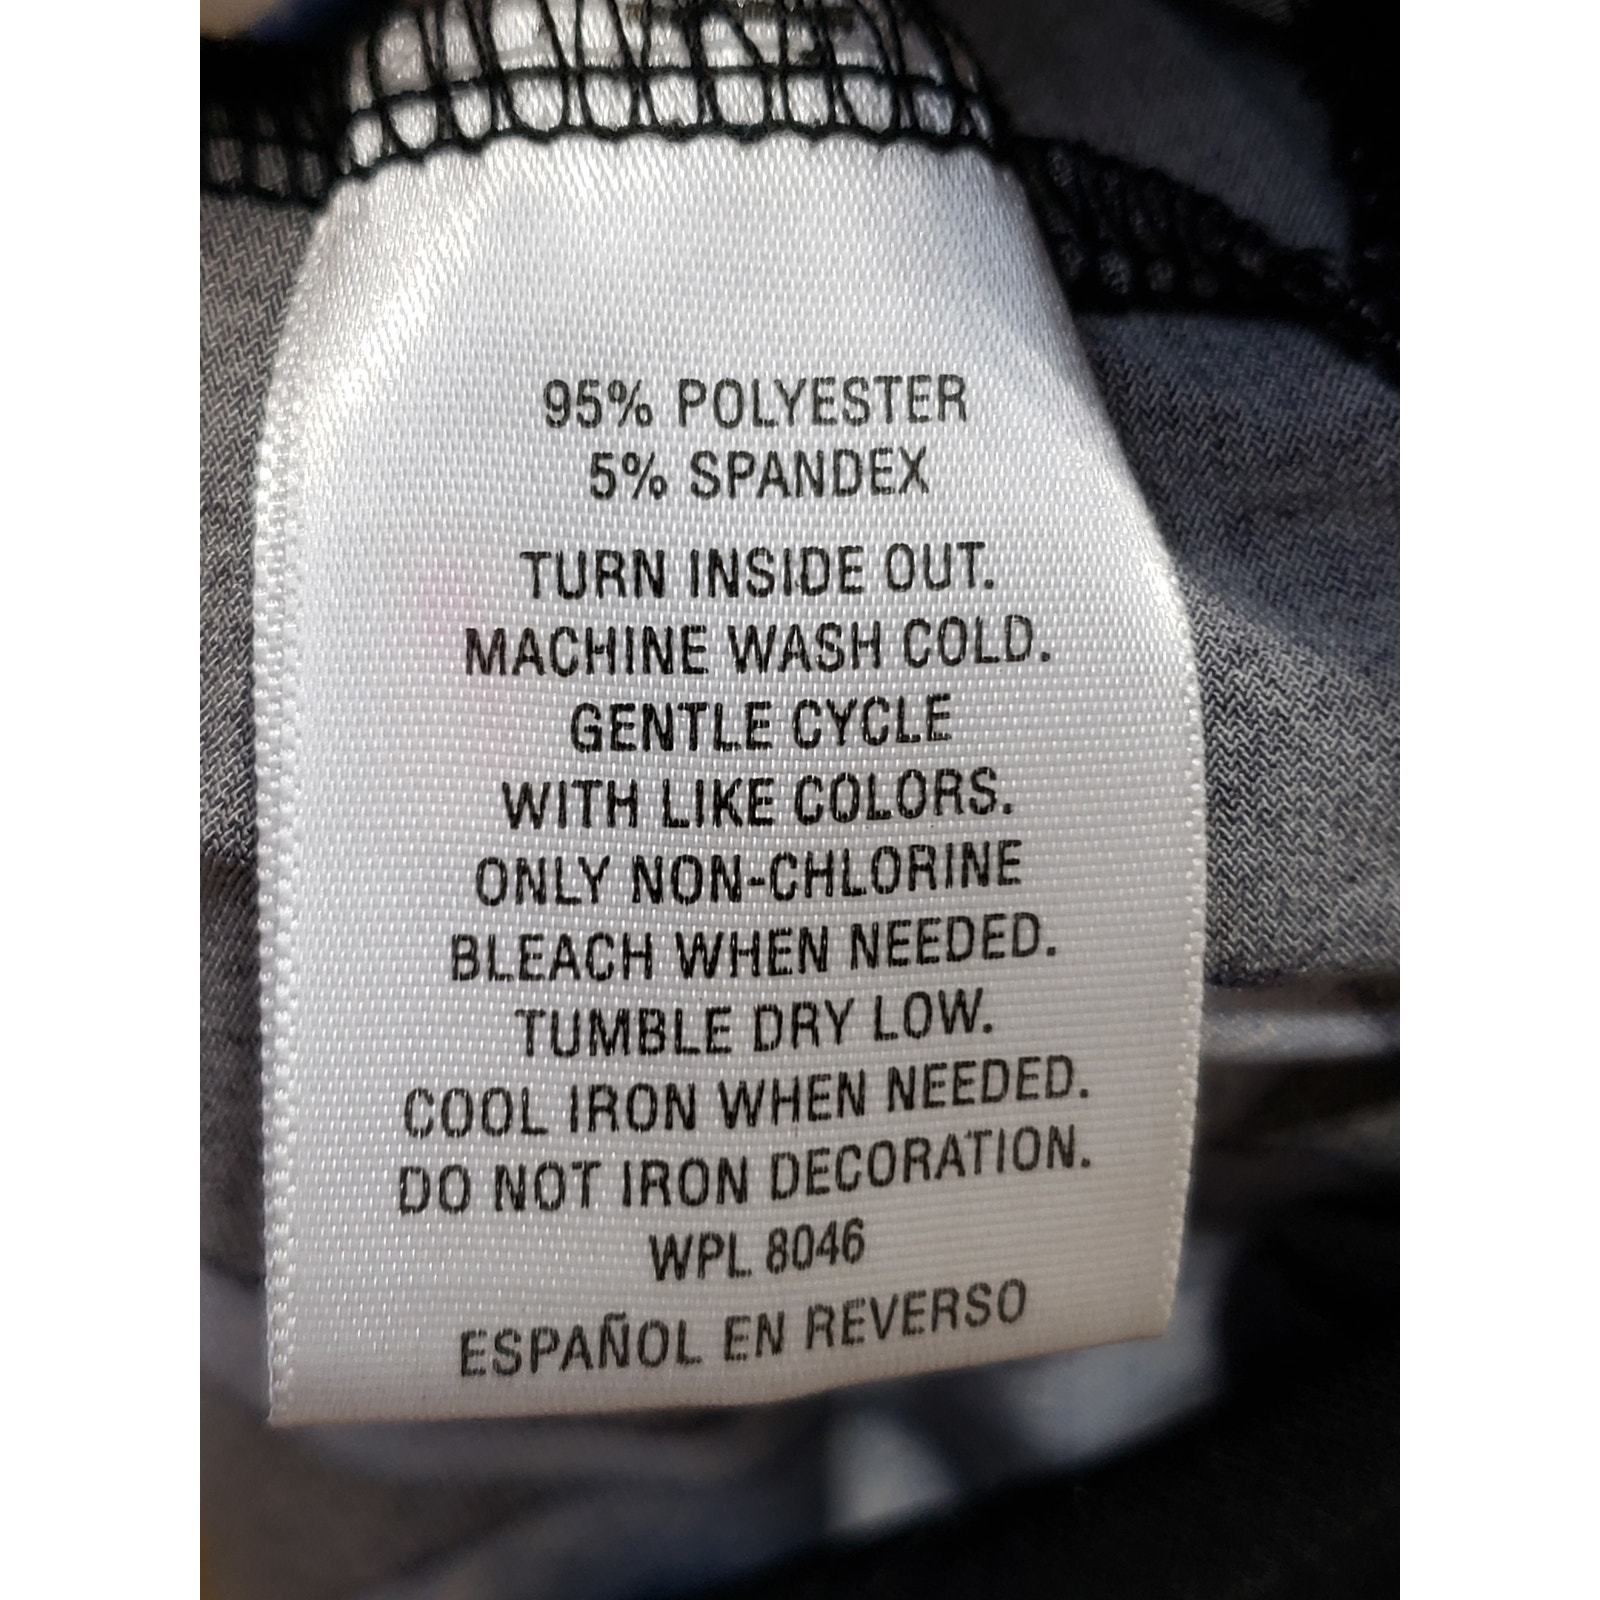 95% POLYESTER
5% SPANDEX
TURN INSIDE OUT.
MACHINE WASH COLD.
GENTLE CYCLE
WITH LIKE COLORS.
ONLY NON-CHLORINE
BLEACH WHEN NEEDED.
TUMBLE DRY LOW.
COOL IRON WHEN NEEDED.
DO NOT IRON DECORATION.
WPL 8046
ESPAÑOL EN REVERSO